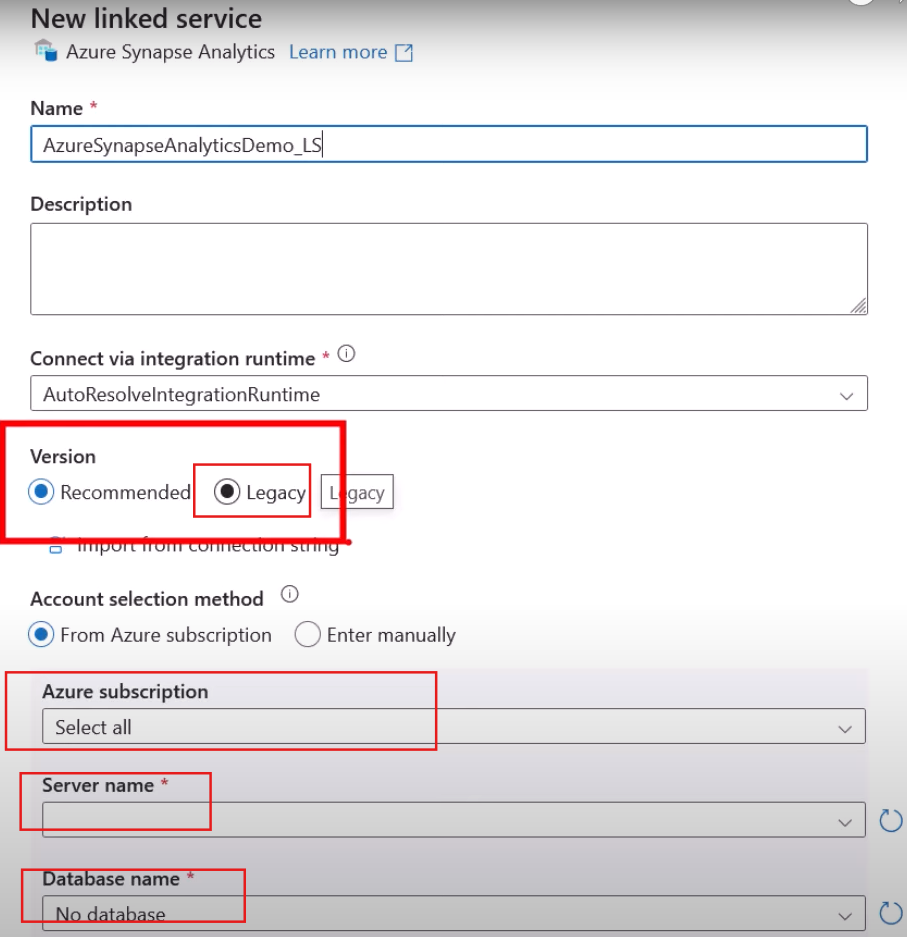 New linked service
Azure Synapse Analytics Learn more
Name *
AzureSynapseAnalyticsDemo_LS
Description
Connect via integration runtime *
AutoResolveIntegrationRuntime
Version
Recommended Legacy Legacy
Import from connection string
Account selection method
From Azure subscription Enter manually
Azure subscription
Select all
Server name *
Database name *
No database